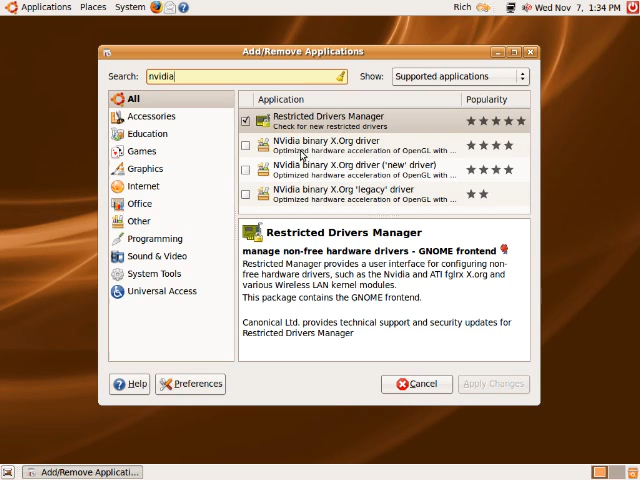 Applications Places System Rich Wed Nov 7, 1:34 PM
Add/Remove Applications
Search: nvidia Show: Supported applications
All
Accessories
Education
Games
Graphics
Internet
Office
Other
Programming
Sound & Video
System Tools
Universal Access
Application Popularity
Restricted Drivers Manager
Check for new restricted drivers
NVidia binary X.Org driver
Optimized hardware acceleration of OpenGL with ...
NVidia binary X.Org driver ('new' driver)
Optimized hardware acceleration of OpenGL with ...
NVidia binary X.Org 'legacy' driver
Optimized hardware acceleration of OpenGL with ...
Restricted Drivers Manager
manage non-free hardware drivers - GNOME frontend
Restricted Manager provides a user interface for configuring non-
free hardware drivers, such as the Nvidia and ATI fglrx X.org and
various Wireless LAN kernel modules.
This package contains the GNOME frontend.
Canonical Ltd. provides technical support and security updates for
Restricted Drivers Manager
Help Preferences Cancel Apply Changes
Add/Remove Applicati...